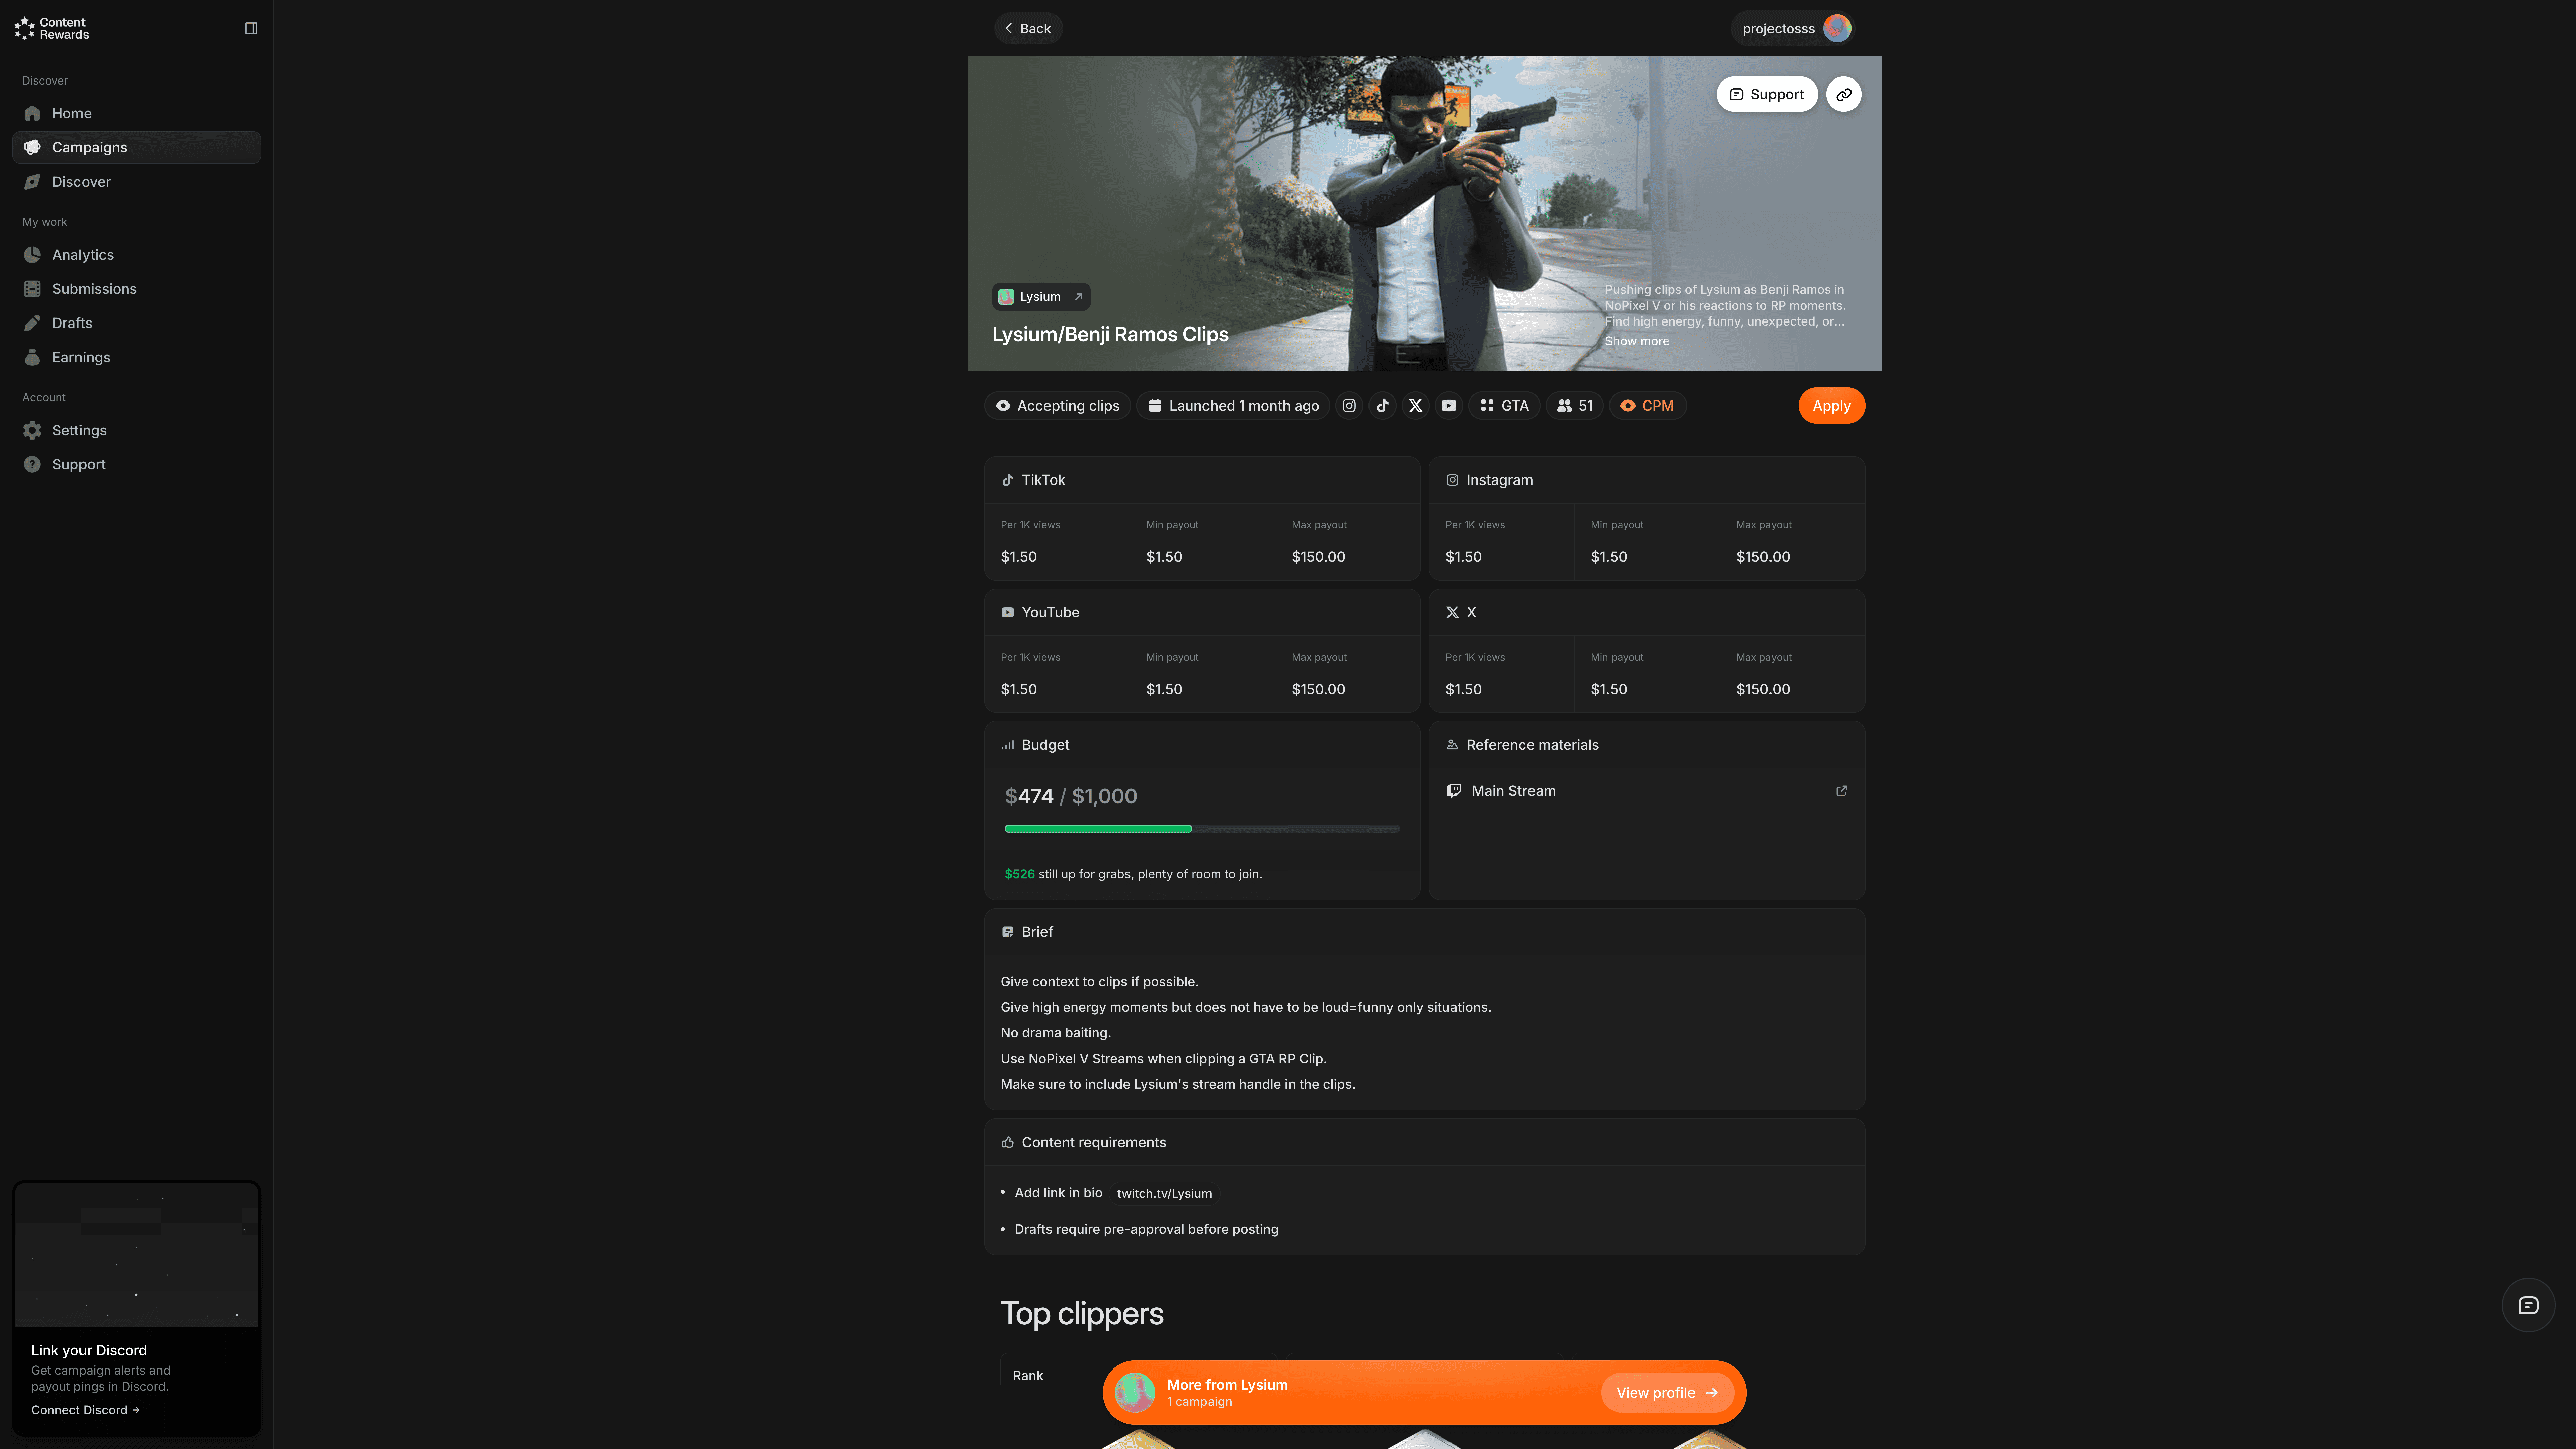 Content
Rewards
Discover
Home
Campaigns
Discover
My work
Analytics
Submissions
Drafts
Earnings
Account
Settings
Support
Link your Discord
Get campaign alerts and
payout pings in Discord.
Connect Discord →
Back
projectosss
Support
Lysium
Lysium/Benji Ramos Clips
Pushing clips of Lysium as Benji Ramos in
NoPixel V or his reactions to RP moments.
Find high energy, funny, unexpected, or...
Show more
Accepting clips
Launched 1 month ago
GTA
51
CPM
Apply
TikTok
Per 1K views Min payout Max payout
$1.50 $1.50 $150.00
Instagram
Per 1K views Min payout Max payout
$1.50 $1.50 $150.00
YouTube
Per 1K views Min payout Max payout
$1.50 $1.50 $150.00
X
Per 1K views Min payout Max payout
$1.50 $1.50 $150.00
Budget
$474 / $1,000
$526 still up for grabs, plenty of room to join.
Reference materials
Main Stream
Brief
Give context to clips if possible.
Give high energy moments but does not have to be loud=funny only situations.
No drama baiting.
Use NoPixel V Streams when clipping a GTA RP Clip.
Make sure to include Lysium's stream handle in the clips.
Content requirements
• Add link in bio twitch.tv/Lysium
• Drafts require pre-approval before posting
Top clippers
Rank
More from Lysium
1 campaign
View profile →